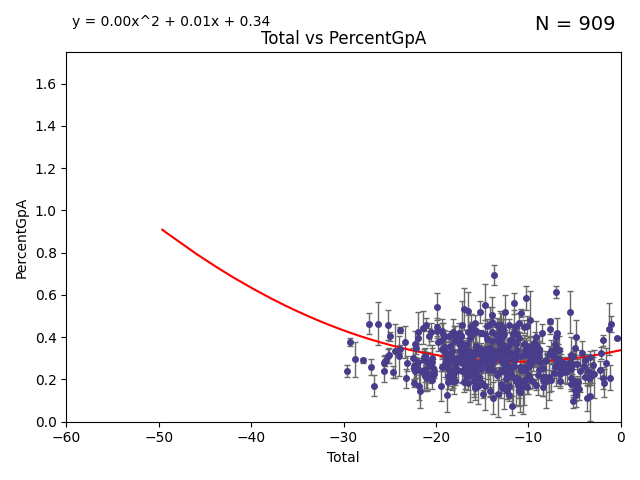 y = 0.00x^2 + 0.01x + 0.34
N = 909
Total vs PercentGpA
PercentGpA
1.6
1.4
1.2
1.0
0.8
0.6
0.4
0.2
0.0
−60 −50 −40 −30 −20 −10 0
Total